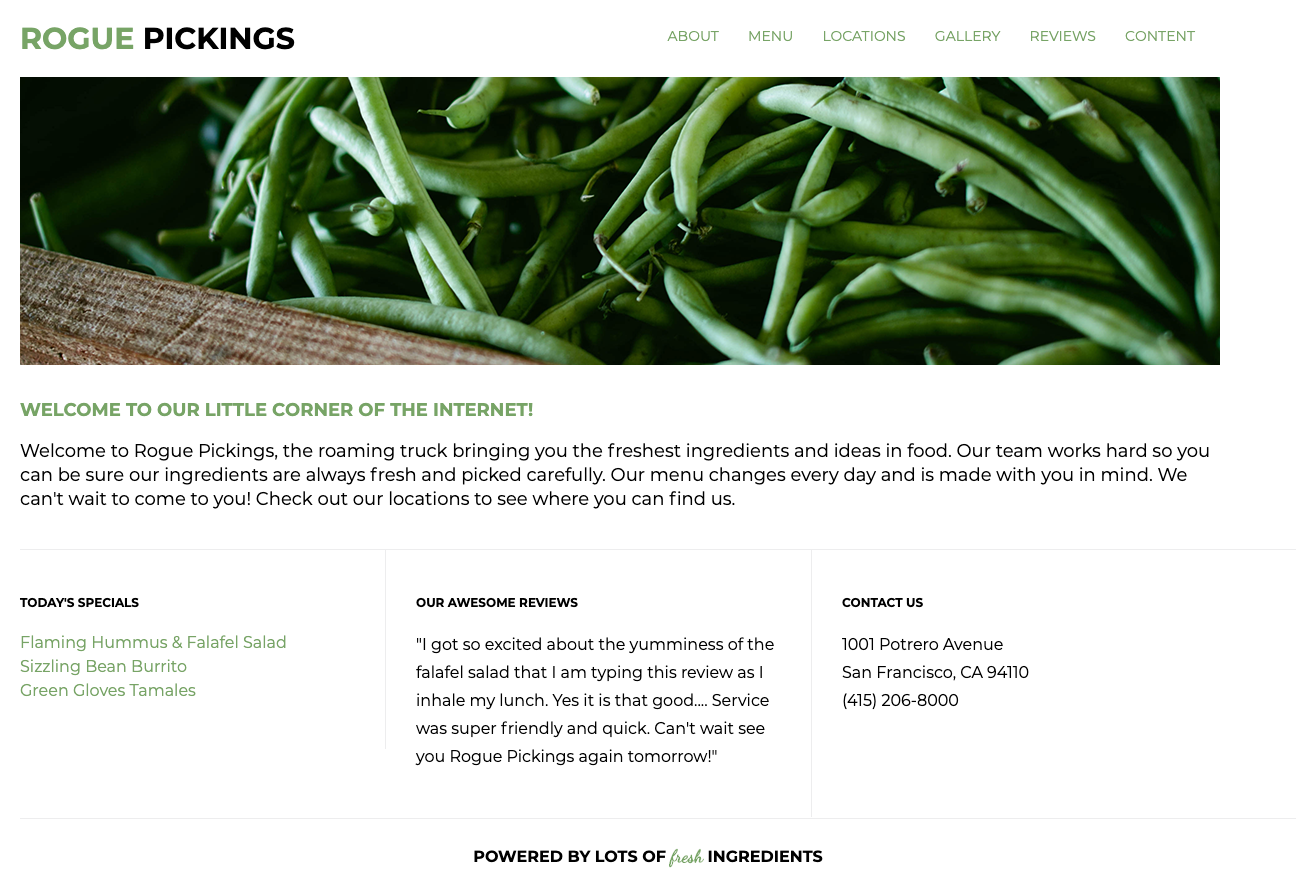 ROGUE PICKINGS
ABOUT MENU LOCATIONS GALLERY REVIEWS CONTENT
WELCOME TO OUR LITTLE CORNER OF THE INTERNET!
Welcome to Rogue Pickings, the roaming truck bringing you the freshest ingredients and ideas in food. Our team works hard so you
can be sure our ingredients are always fresh and picked carefully. Our menu changes every day and is made with you in mind. We
can't wait to come to you! Check out our locations to see where you can find us.
TODAY'S SPECIALS
Flaming Hummus & Falafel Salad
Sizzling Bean Burrito
Green Gloves Tamales
OUR AWESOME REVIEWS
"I got so excited about the yumminess of the
falafel salad that I am typing this review as I
inhale my lunch. Yes it is that good.... Service
was super friendly and quick. Can't wait see
you Rogue Pickings again tomorrow!"
CONTACT US
1001 Potrero Avenue
San Francisco, CA 94110
(415) 206-8000
POWERED BY LOTS OF fresh INGREDIENTS